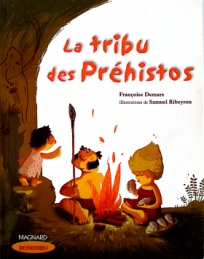 La tribu
des Préhistos
Françoise Demars
illustrations de Samuel Ribeyron
MAGNARD